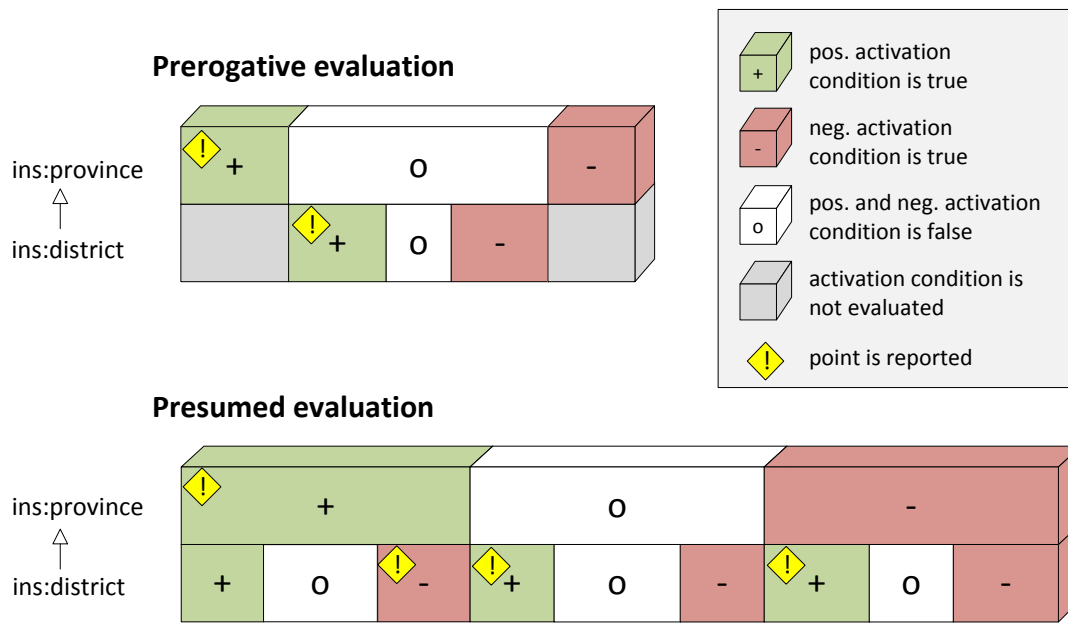 Prerogative evaluation
! + o -
ins:province
! + o -
ins:district
+ pos. activation
condition is true
- neg. activation
condition is true
o pos. and neg. activation
condition is false
activation condition is
not evaluated
! point is reported
Presumed evaluation
! + o -
ins:province
+ o ! - ! + o - ! + o -
ins:district